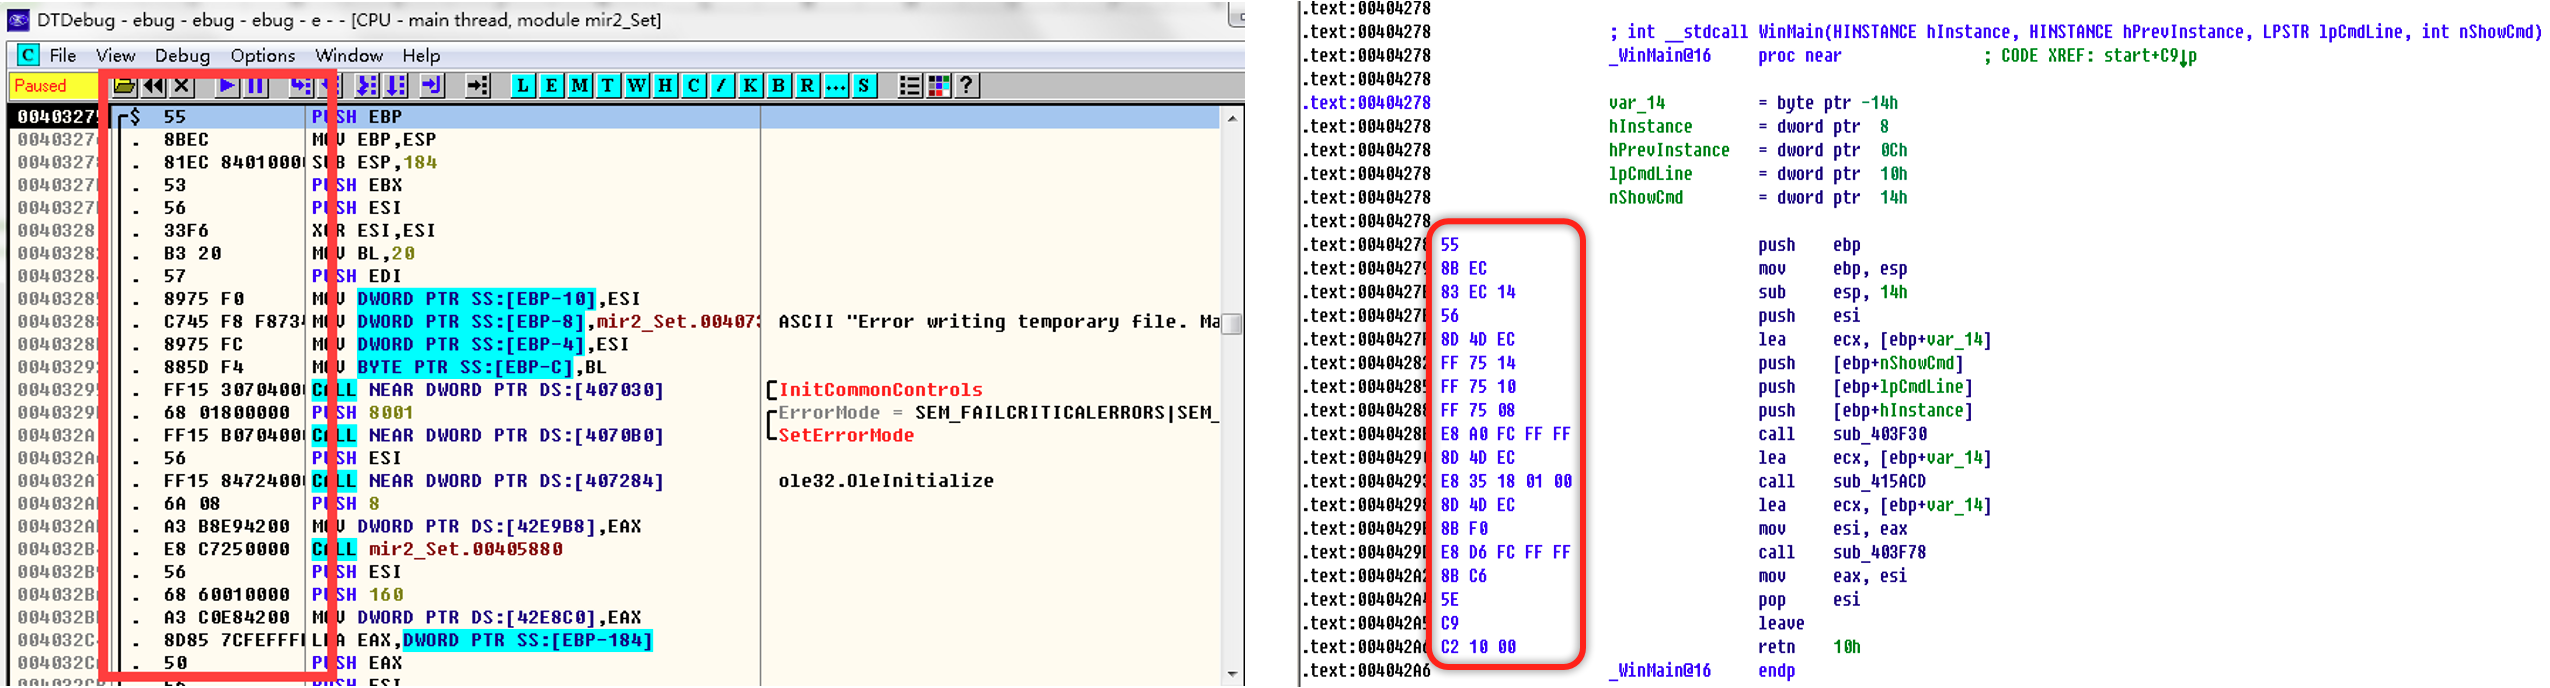 DTDebug - ebug - ebug - ebug - e - - [CPU - main thread, module mir2_Set]
C File View Debug Options Window Help
Paused L E M T W H C / K B R ... S ?
00403275 $ 55 PUSH EBP
0040327 . 8BEC MOV EBP,ESP
0040327 . 81EC 8401000 SUB ESP,184
0040327 . 53 PUSH EBX
0040327 . 56 PUSH ESI
0040328 . 33F6 XOR ESI,ESI
0040328 . B3 20 MOV BL,20
0040328 . 57 PUSH EDI
0040328 . 8975 F0 MOV DWORD PTR SS:[EBP-10],ESI
0040328 . C745 F8 F873 MOV DWORD PTR SS:[EBP-8],mir2_Set.00407 ASCII "Error writing temporary file. Ma
0040328 . 8975 FC MOV DWORD PTR SS:[EBP-4],ESI
0040329 . 885D F4 MOV BYTE PTR SS:[EBP-C],BL
0040329 . FF15 3070400 CALL NEAR DWORD PTR DS:[407030] InitCommonControls
0040329 . 68 01800000 PUSH 8001 ErrorMode = SEM_FAILCRITICALERRORS|SEM_
004032A . FF15 B070400 CALL NEAR DWORD PTR DS:[4070B0] SetErrorMode
004032A . 56 PUSH ESI
004032A . FF15 8472400 CALL NEAR DWORD PTR DS:[407284] ole32.OleInitialize
004032A . 6A 08 PUSH 8
004032A . A3 B8E94200 MOV DWORD PTR DS:[42E9B8],EAX
004032B . E8 C7250000 CALL mir2_Set.00405880
004032B . 56 PUSH ESI
004032B . 68 60010000 PUSH 160
004032B . A3 C0E84200 MOV DWORD PTR DS:[42E8C0],EAX
004032C . 8D85 7CFEFFF LEA EAX,DWORD PTR SS:[EBP-184]
004032C . 50 PUSH EAX
.text:00404278
.text:00404278 ; int __stdcall WinMain(HINSTANCE hInstance, HINSTANCE hPrevInstance, LPSTR lpCmdLine, int nShowCmd)
.text:00404278 _WinMain@16 proc near ; CODE XREF: start+C9↓p
.text:00404278
.text:00404278 var_14 = byte ptr -14h
.text:00404278 hInstance = dword ptr 8
.text:00404278 hPrevInstance = dword ptr 0Ch
.text:00404278 lpCmdLine = dword ptr 10h
.text:00404278 nShowCmd = dword ptr 14h
.text:00404278
.text:00404278 55 push ebp
.text:00404279 8B EC mov ebp, esp
.text:0040427 83 EC 14 sub esp, 14h
.text:0040427 56 push esi
.text:0040427 8D 4D EC lea ecx, [ebp+var_14]
.text:00404282 FF 75 14 push [ebp+nShowCmd]
.text:00404285 FF 75 10 push [ebp+lpCmdLine]
.text:00404288 FF 75 08 push [ebp+hInstance]
.text:0040428 E8 A0 FC FF FF call sub_403F30
.text:0040429 8D 4D EC lea ecx, [ebp+var_14]
.text:00404293 E8 35 18 01 00 call sub_415ACD
.text:00404298 8D 4D EC lea ecx, [ebp+var_14]
.text:0040429 8B F0 mov esi, eax
.text:0040429 E8 D6 FC FF FF call sub_403F78
.text:004042A2 8B C6 mov eax, esi
.text:004042A4 5E pop esi
.text:004042A5 C9 leave
.text:004042A6 C2 10 00 retn 10h
.text:004042A6 _WinMain@16 endp